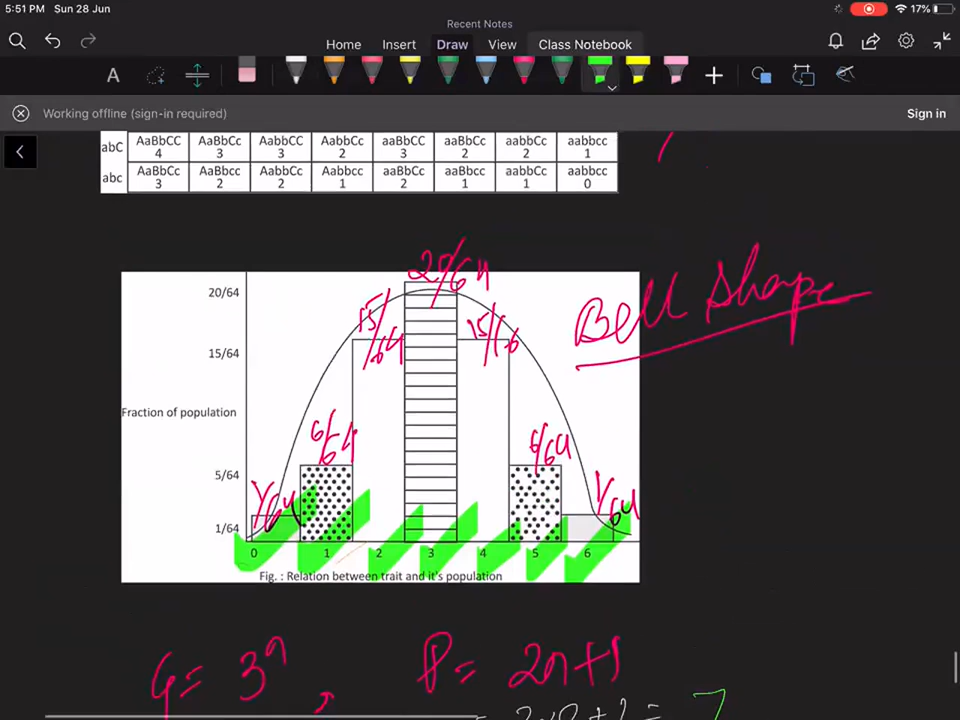 5:51 PM Sun 28 Jun
17%
Recent Notes
Home Insert Draw View Class Notebook
A
Working offline (sign-in required)
Sign in
abC AaBbCC 4 AaBbCc 3 AabbCC 3 AabbCc 2 aaBbCC 3 aaBbCc 2 aabbCc 2 aabbcc 1
abc AaBbCc 3 AaBbcc 2 AabbCc 2 Aabbcc 1 aaBbCc 2 aaBbcc 1 aabbCc 1 aabbcc 0
Bell Shape
20/64
20/64
15/64
15/16
15/64
Fraction of population
6/64
6/64
5/64
1/64
1/64
1/64
0 1 2 3 4 5 6
Fig. : Relation between trait and it's population
G = 3n , P = 2n+1
= 2×3+1 = 7